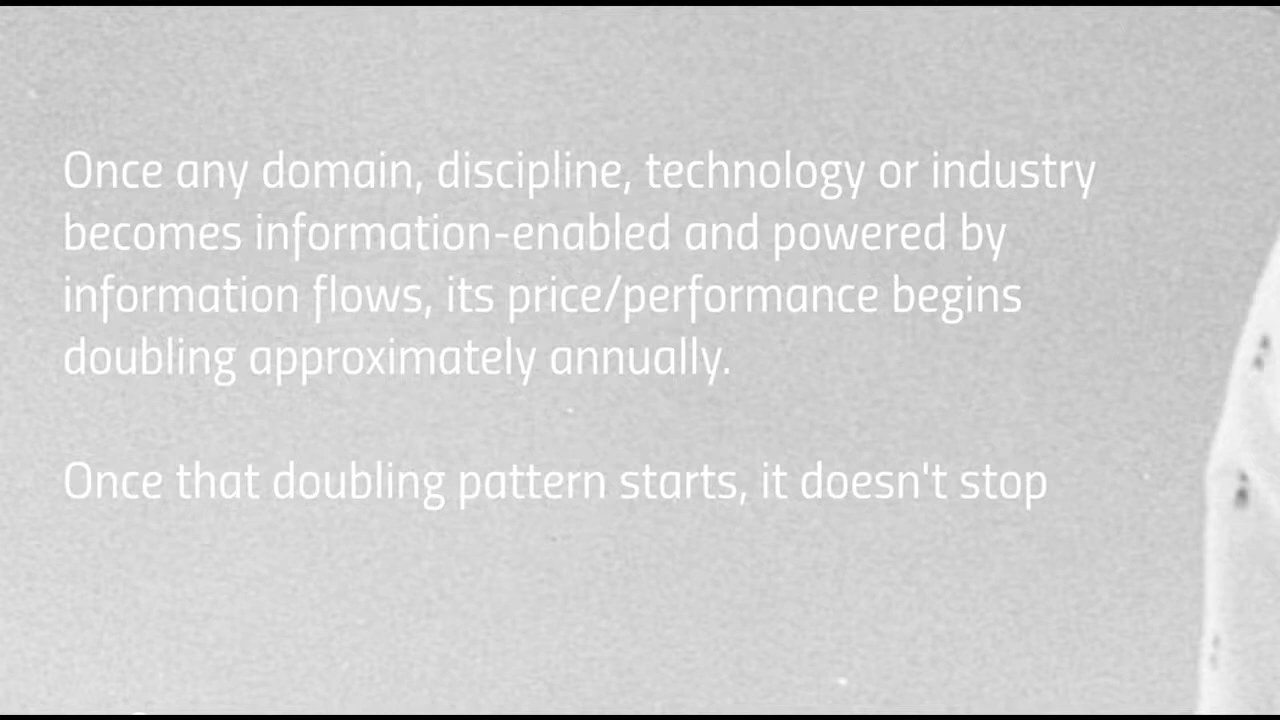 Once any domain, discipline, technology or industry
becomes information-enabled and powered by
information flows, its price/performance begins
doubling approximately annually.
Once that doubling pattern starts, it doesn't stop